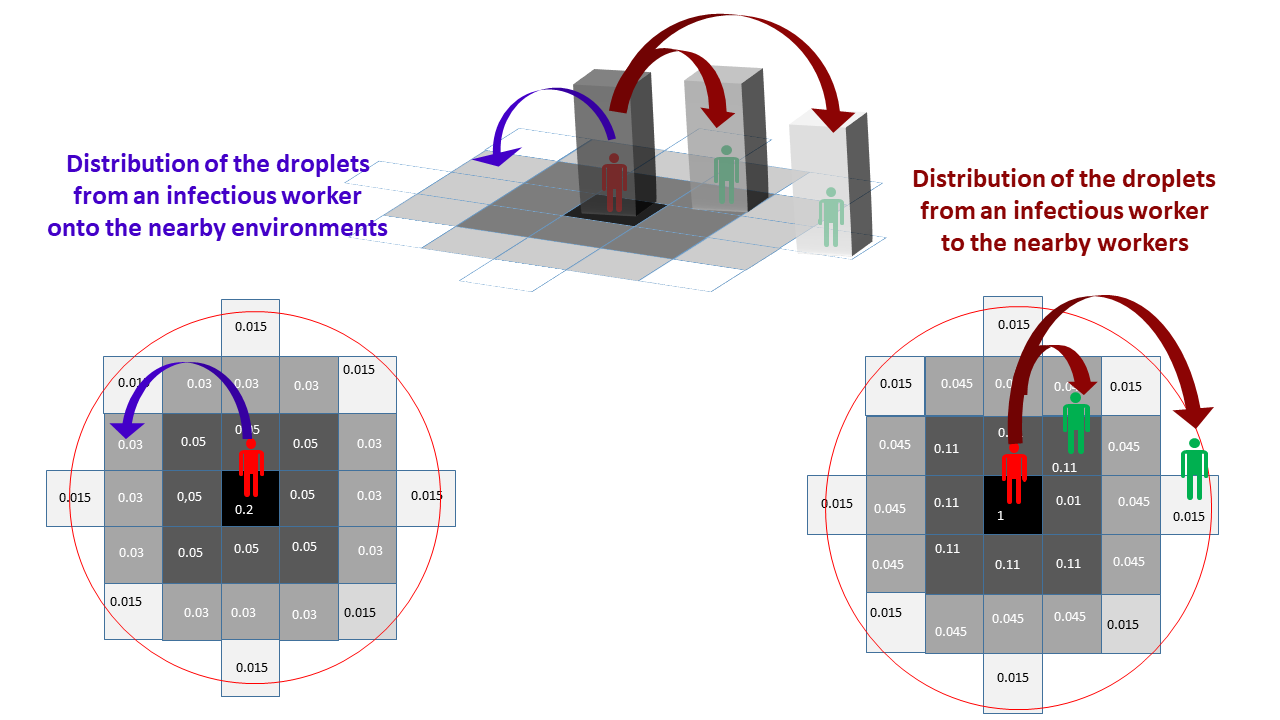 Distribution of the droplets
from an infectious worker
onto the nearby environments
Distribution of the droplets
from an infectious worker
to the nearby workers
0.015
0.015 0.03 0.03 0.03 0.015
0.03 0.05 0.05 0.05 0.03
0.015 0.03 0,05 0.2 0.05 0.03 0.015
0.03 0.05 0.05 0.05 0.03
0.015 0.03 0.03 0.03 0.015
0.015
0.015
0.015 0.045 0.015
0.045 0.11 0.11 0.045
0.015 0.045 0.11 1 0.01 0.045 0.015
0.045 0.11 0.11 0.11 0.045
0.015 0.045 0.045 0.045 0.015
0.015